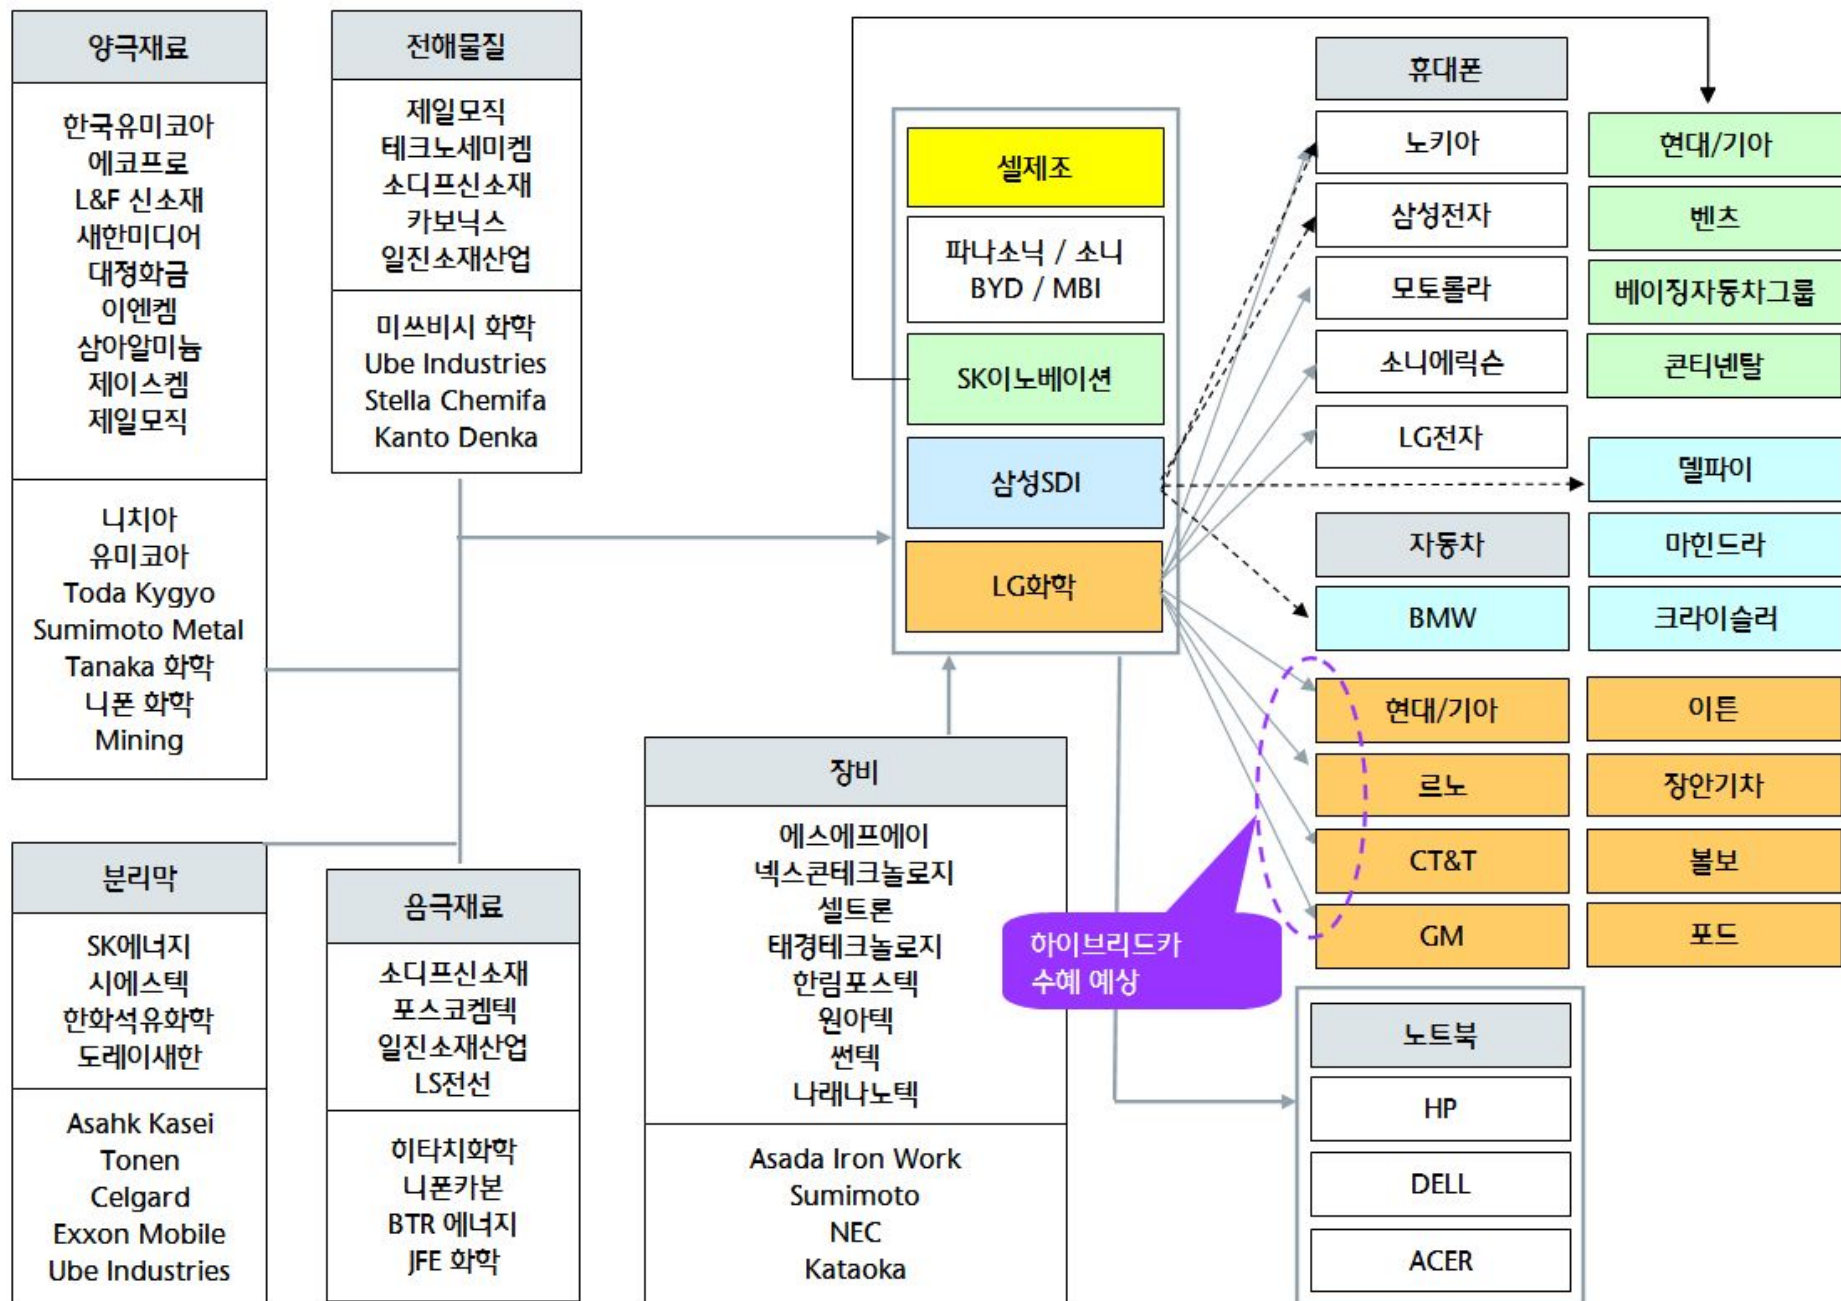 양극재료
한국유미코아
에코프로
L&F 신소재
새한미디어
대정화금
이엔켐
삼아알미늄
제이스켐
제일모직
니치아
유미코아
Toda Kygyo
Sumimoto Metal
Tanaka 화학
니폰 화학
Mining
전해물질
제일모직
테크노세미켐
소디프신소재
카보닉스
일진소재산업
미쓰비시 화학
Ube Industries
Stella Chemifa
Kanto Denka
분리막
SK에너지
시에스텍
한화석유화학
도레이새한
Asahk Kasei
Tonen
Celgard
Exxon Mobile
Ube Industries
음극재료
소디프신소재
포스코켐텍
일진소재산업
LS전선
히타치화학
니폰카본
BTR 에너지
JFE 화학
장비
에스에프에이
넥스콘테크놀로지
셀트론
태경테크놀로지
한림포스텍
원아텍
썬텍
나래나노텍
Asada Iron Work
Sumimoto
NEC
Kataoka
셀제조
파나소닉 / 소니
BYD / MBI
SK이노베이션
삼성SDI
LG화학
하이브리드카
수혜 예상
휴대폰
노키아
삼성전자
모토롤라
소니에릭슨
LG전자
자동차
BMW
현대/기아
르노
CT&T
GM
현대/기아
벤츠
베이징자동차그룹
콘티넨탈
델파이
마힌드라
크라이슬러
이튼
장안기차
볼보
포드
노트북
HP
DELL
ACER